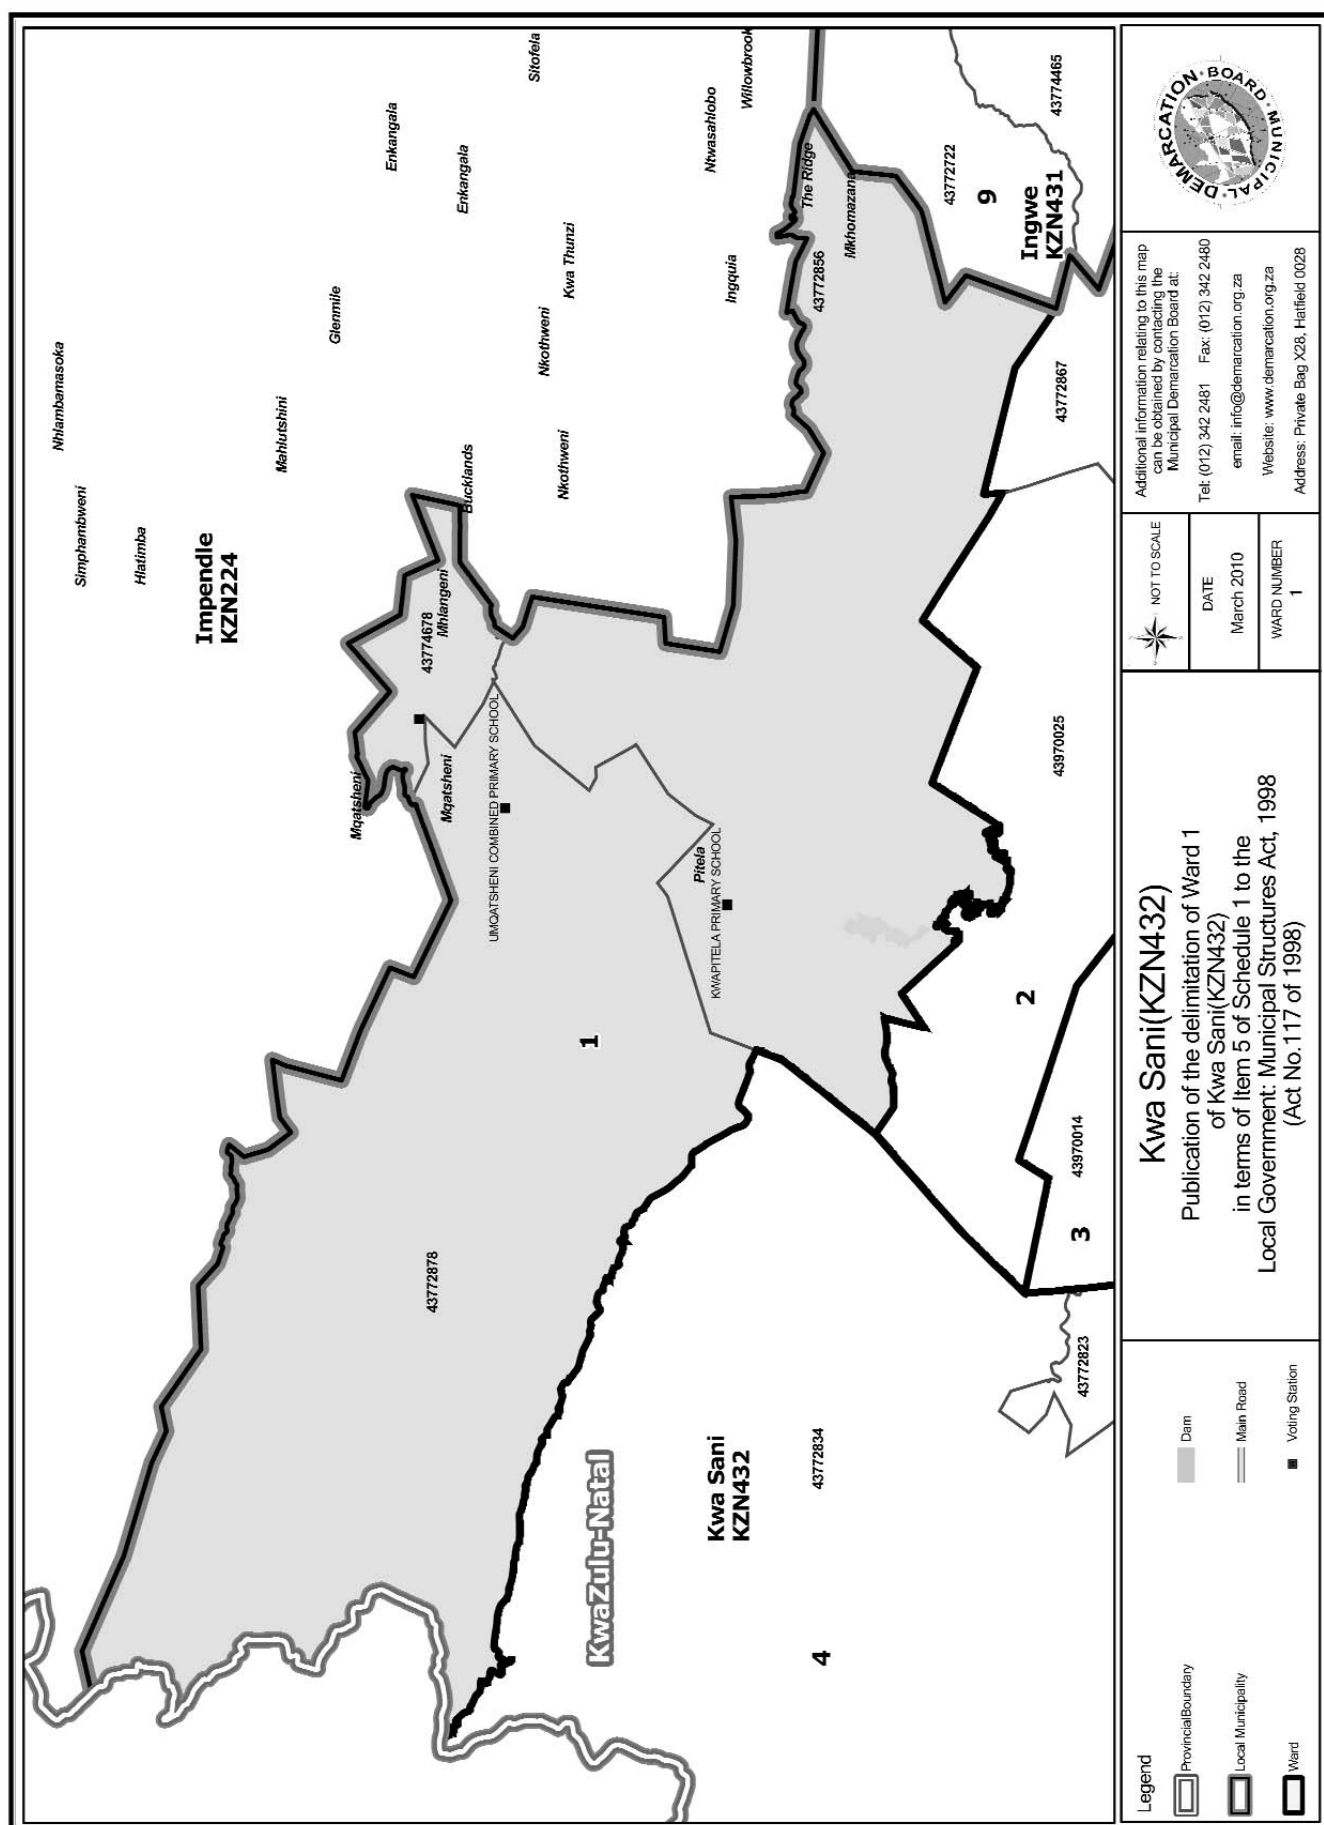 Nhlambamasoka
Simphambweni
Hlatimba
Impendle
KZN224
Mahlutshini
Glenmile
Enkangala
Enkangala
Sitofela
Bucklands
Nkothweni
Nkothweni
Kwa Thunzi
Ntwasahlobo
Willowbrook
Ingquia
43774678
Mhlangeni
Mqatsheni
Mqatsheni
UMQATSHENI COMBINED PRIMARY SCHOOL
43772878
1
Pitela
KWAPITELA PRIMARY SCHOOL
43772856
The Ridge
Mkhomazana
43772722
9
Ingwe
KZN431
43774465
43772867
43970025
2
43970014
3
43772823
KwaZulu-Natal
Kwa Sani
KZN432
43772834
4
Legend
ProvincialBoundary
Local Municipality
Ward
Dam
Main Road
Voting Station
Kwa Sani(KZN432)
Publication of the delimitation of Ward 1
of Kwa Sani(KZN432)
in terms of Item 5 of Schedule 1 to the
Local Government: Municipal Structures Act, 1998
(Act No.117 of 1998)
NOT TO SCALE
DATE
March 2010
WARD NUMBER
1
Additional information relating to this map
can be obtained by contacting the
Municipal Demarcation Board at:
Tel: (012) 342 2481 Fax: (012) 342 2480
email: info@demarcation.org.za
Website: www.demarcation.org.za
Address: Private Bag X28, Hatfield 0028
MUNICIPAL DEMARCATION BOARD